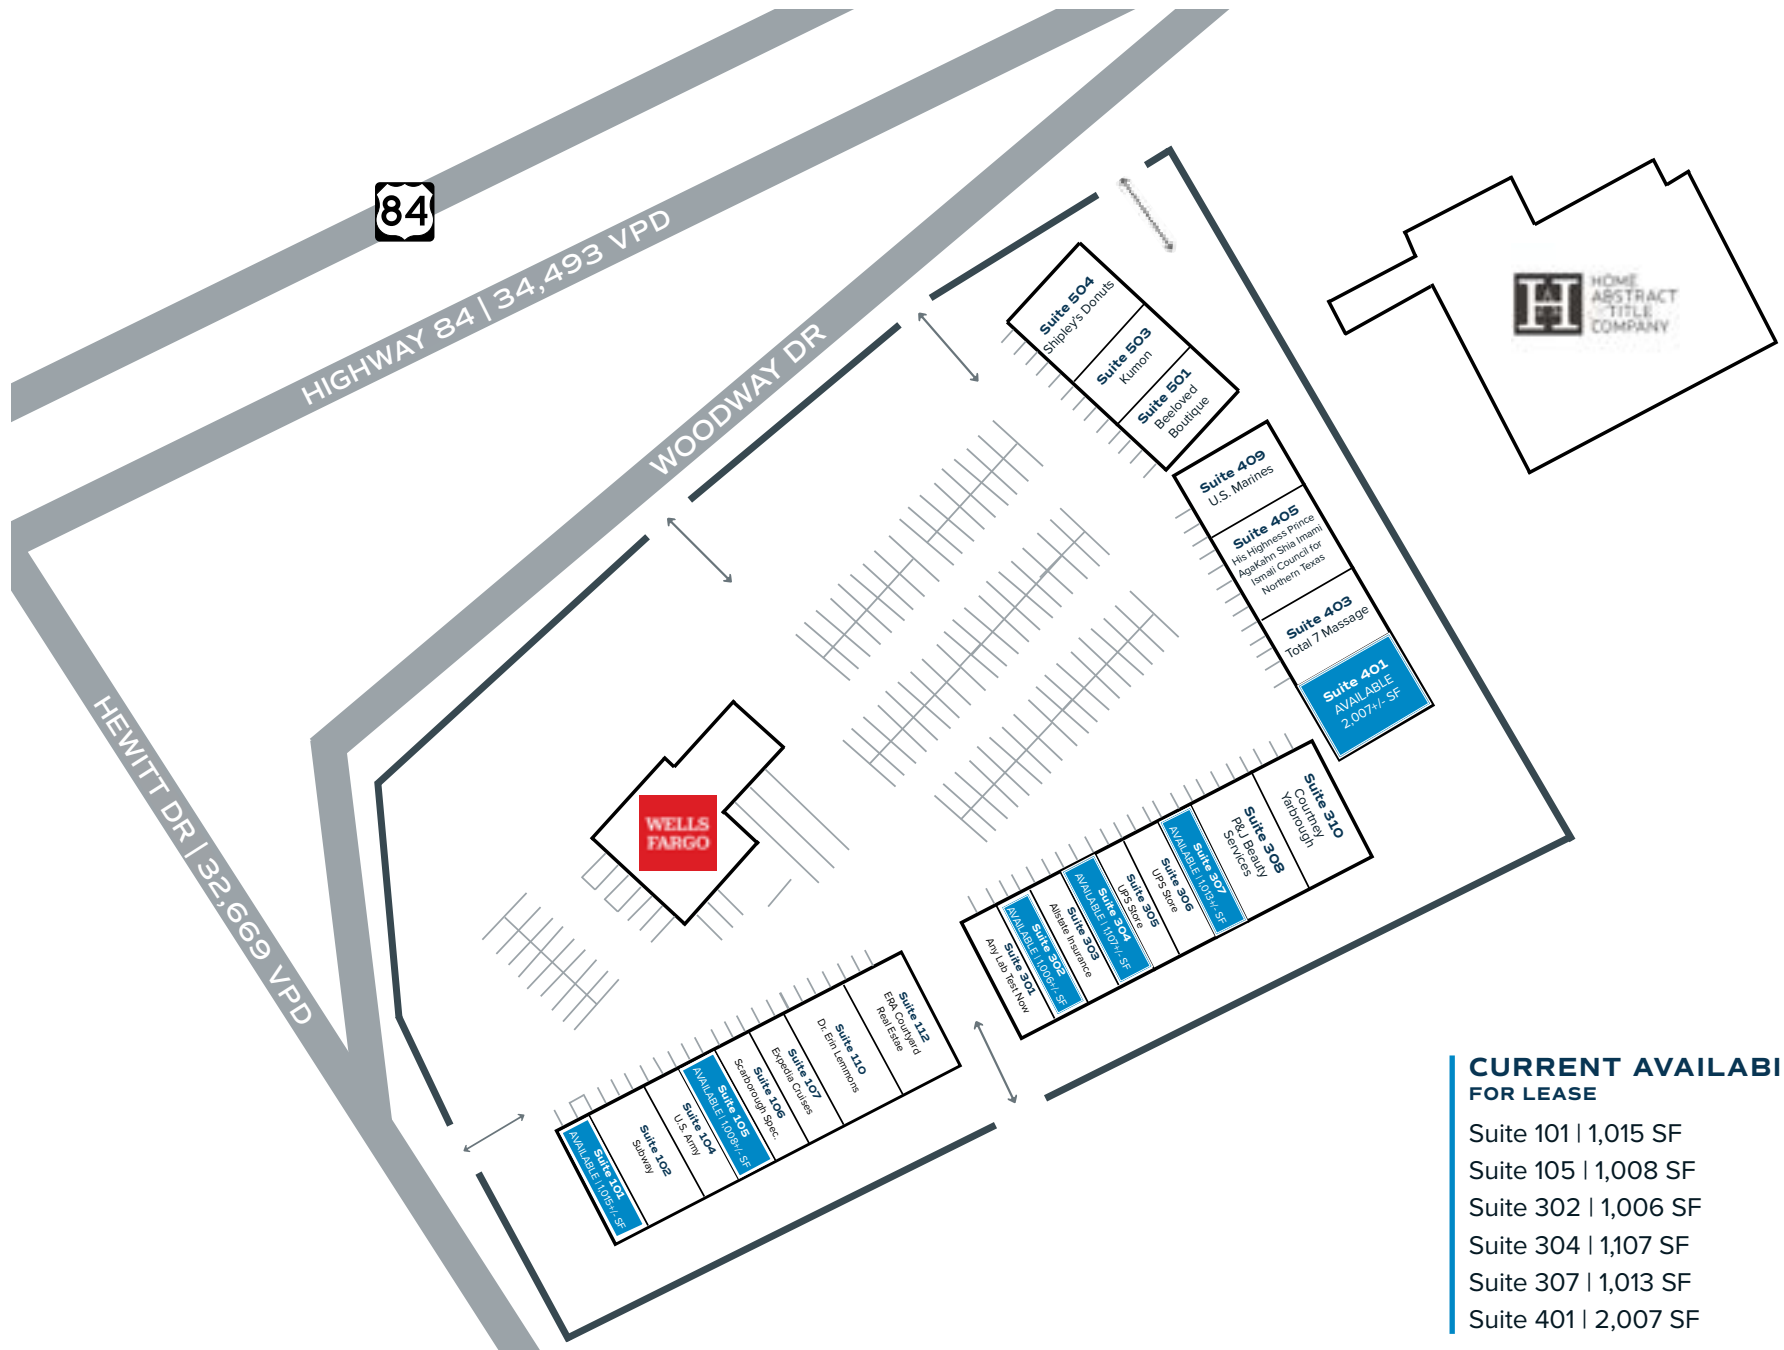 84
HIGHWAY 84 | 34,493 VPD
WOODWAY DR
HEWITT DR | 32,669 VPD
HOME
ABSTRACT
TITLE
COMPANY
WELLS
FARGO
Suite 504
Shipley's Donuts
Suite 503
Kumon
Suite 501
Beeloved
Boutique
Suite 409
U.S. Marines
Suite 405
His Highness Prince
AgaKahn Shia Imami
Ismaji Council for
Northern Texas
Suite 403
Total 7 Massage
Suite 401
AVAILABLE
2,007+/- SF
Suite 310
Courtney
Yarbrough
Suite 308
P&J Beauty
Services
Suite 307
AVAILABLE | 1,013+/- SF
Suite 306
UPS Store
Suite 305
UPS Store
Suite 304
AVAILABLE | 1,107+/- SF
Suite 303
Allstate Insurance
Suite 302
AVAILABLE | 1,006+/- SF
Suite 301
Any Lab Test Now
Suite 112
ERA Courtyard
Real Estae
Suite 110
Dr. Erin Lemmons
Suite 107
Expedia Cruises
Suite 106
Scarborough Spec.
Suite 105
AVAILABLE | 1,008+/- SF
Suite 104
U.S. Army
Suite 102
Subway
Suite 101
AVAILABLE | 1,015+/- SF
CURRENT AVAILABI
FOR LEASE
Suite 101 | 1,015 SF
Suite 105 | 1,008 SF
Suite 302 | 1,006 SF
Suite 304 | 1,107 SF
Suite 307 | 1,013 SF
Suite 401 | 2,007 SF